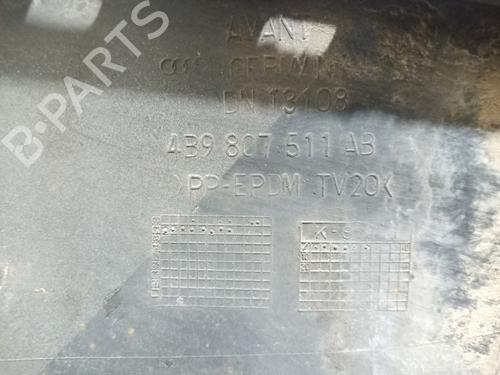 B-PARTS
AVANT
GERMANY
DN 13108
4B9 807 511 AB
>PP-EPDM TV20K